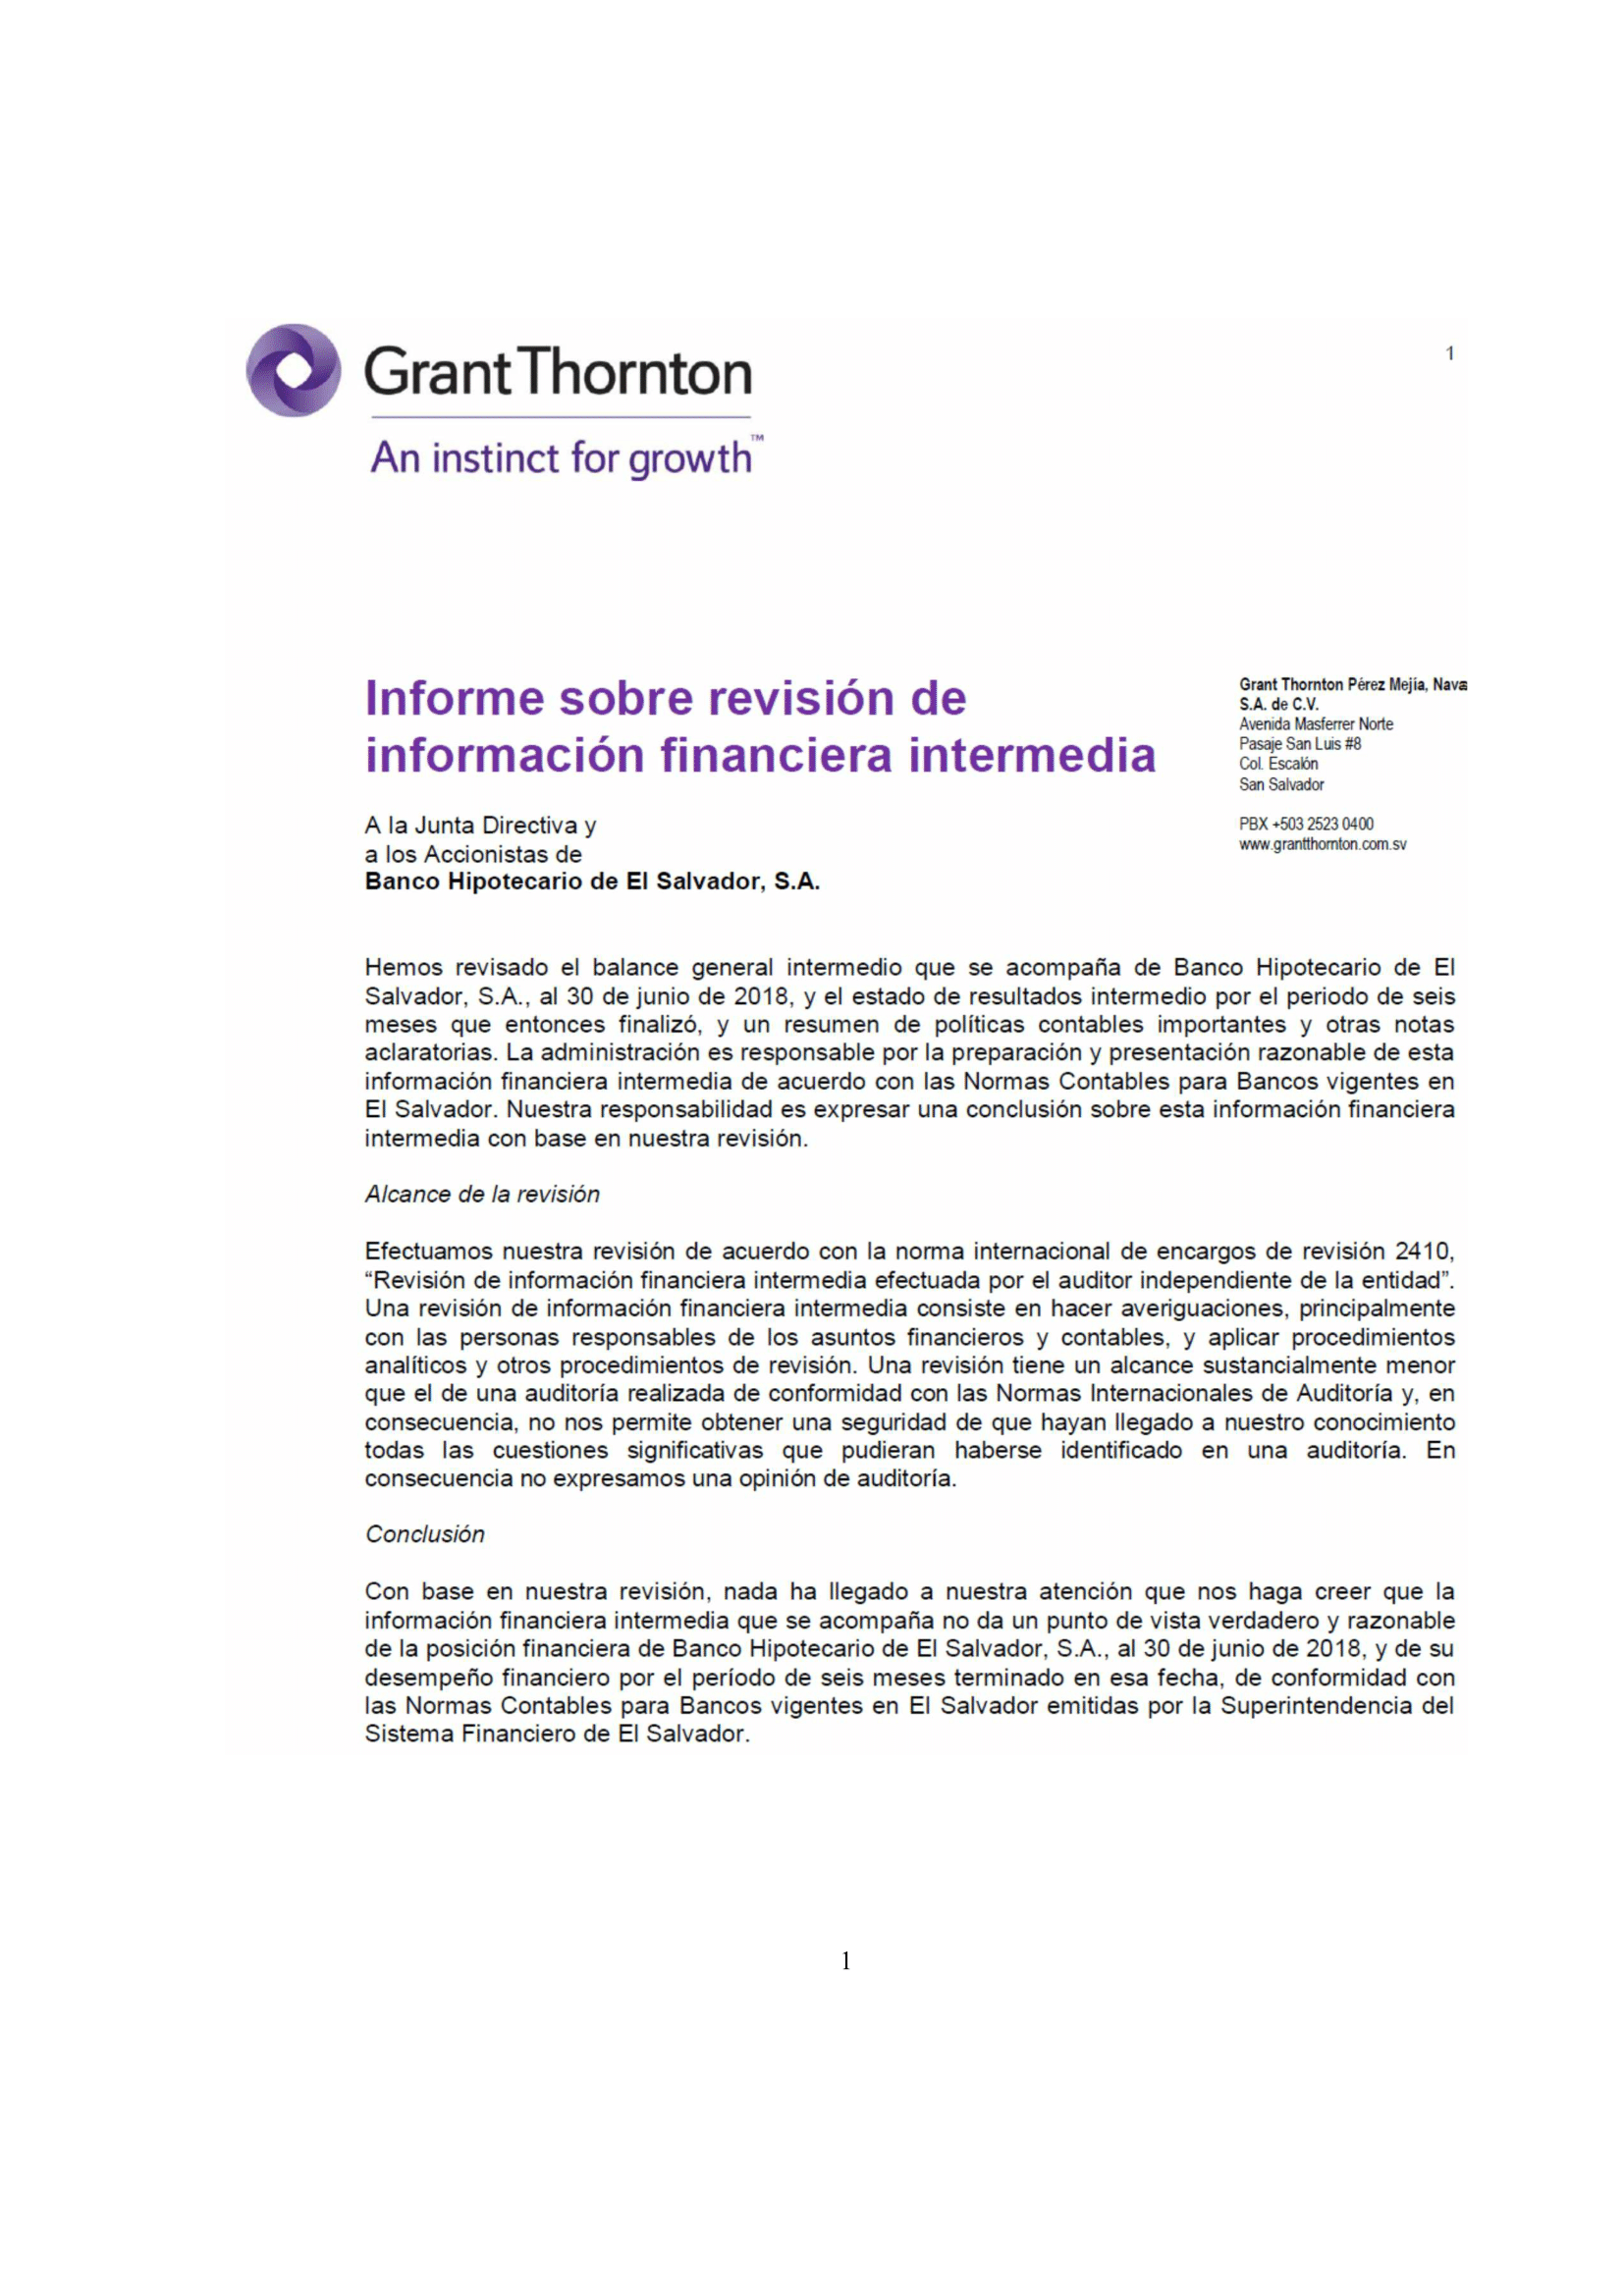 Grant Thornton
1
An instinct for growth™
Informe sobre revisión de
información financiera intermedia
Grant Thornton Pérez Mejía,
S.A. de C.V.
Avenida Masferrer Norte
Pasaje San Luis #8
Col. Escalón
San Salvador
PBX +503 2523 0400
www.grantthornton.com.sv
A la Junta Directiva y
a los Accionistas de
Banco Hipotecario de El Salvador, S.A.
Hemos revisado el balance general intermedio que se acompaña de Banco Hipotecario de El
Salvador, S.A., al 30 de junio de 2018, y el estado de resultados intermedio por el periodo de seis
meses que entonces finalizó, y un resumen de políticas contables importantes y otras notas
aclaratorias. La administración es responsable por la preparación y presentación razonable de esta
información financiera intermedia de acuerdo con las Normas Contables para Bancos vigentes en
El Salvador. Nuestra responsabilidad es expresar una conclusión sobre esta información financiera
intermedia con base en nuestra revisión.
Alcance de la revisión
Efectuamos nuestra revisión de acuerdo con la norma internacional de encargos de revisión 2410,
“Revisión de información financiera intermedia efectuada por el auditor independiente de la entidad”.
Una revisión de información financiera intermedia consiste en hacer averiguaciones, principalmente
con las personas responsables de los asuntos financieros y contables, y aplicar procedimientos
analíticos y otros procedimientos de revisión. Una revisión tiene un alcance sustancialmente menor
que el de una auditoría realizada de conformidad con las Normas Internacionales de Auditoría y, en
consecuencia, no nos permite obtener una seguridad de que hayan llegado a nuestro conocimiento
todas las cuestiones significativas que pudieran haberse identificado en una auditoría. En
consecuencia no expresamos una opinión de auditoría.
Conclusión
Con base en nuestra revisión, nada ha llegado a nuestra atención que nos haga creer que la
información financiera intermedia que se acompaña no da un punto de vista verdadero y razonable
de la posición financiera de Banco Hipotecario de El Salvador, S.A., al 30 de junio de 2018, y de su
desempeño financiero por el período de seis meses terminado en esa fecha, de conformidad con
las Normas Contables para Bancos vigentes en El Salvador emitidas por la Superintendencia del
Sistema Financiero de El Salvador.
1